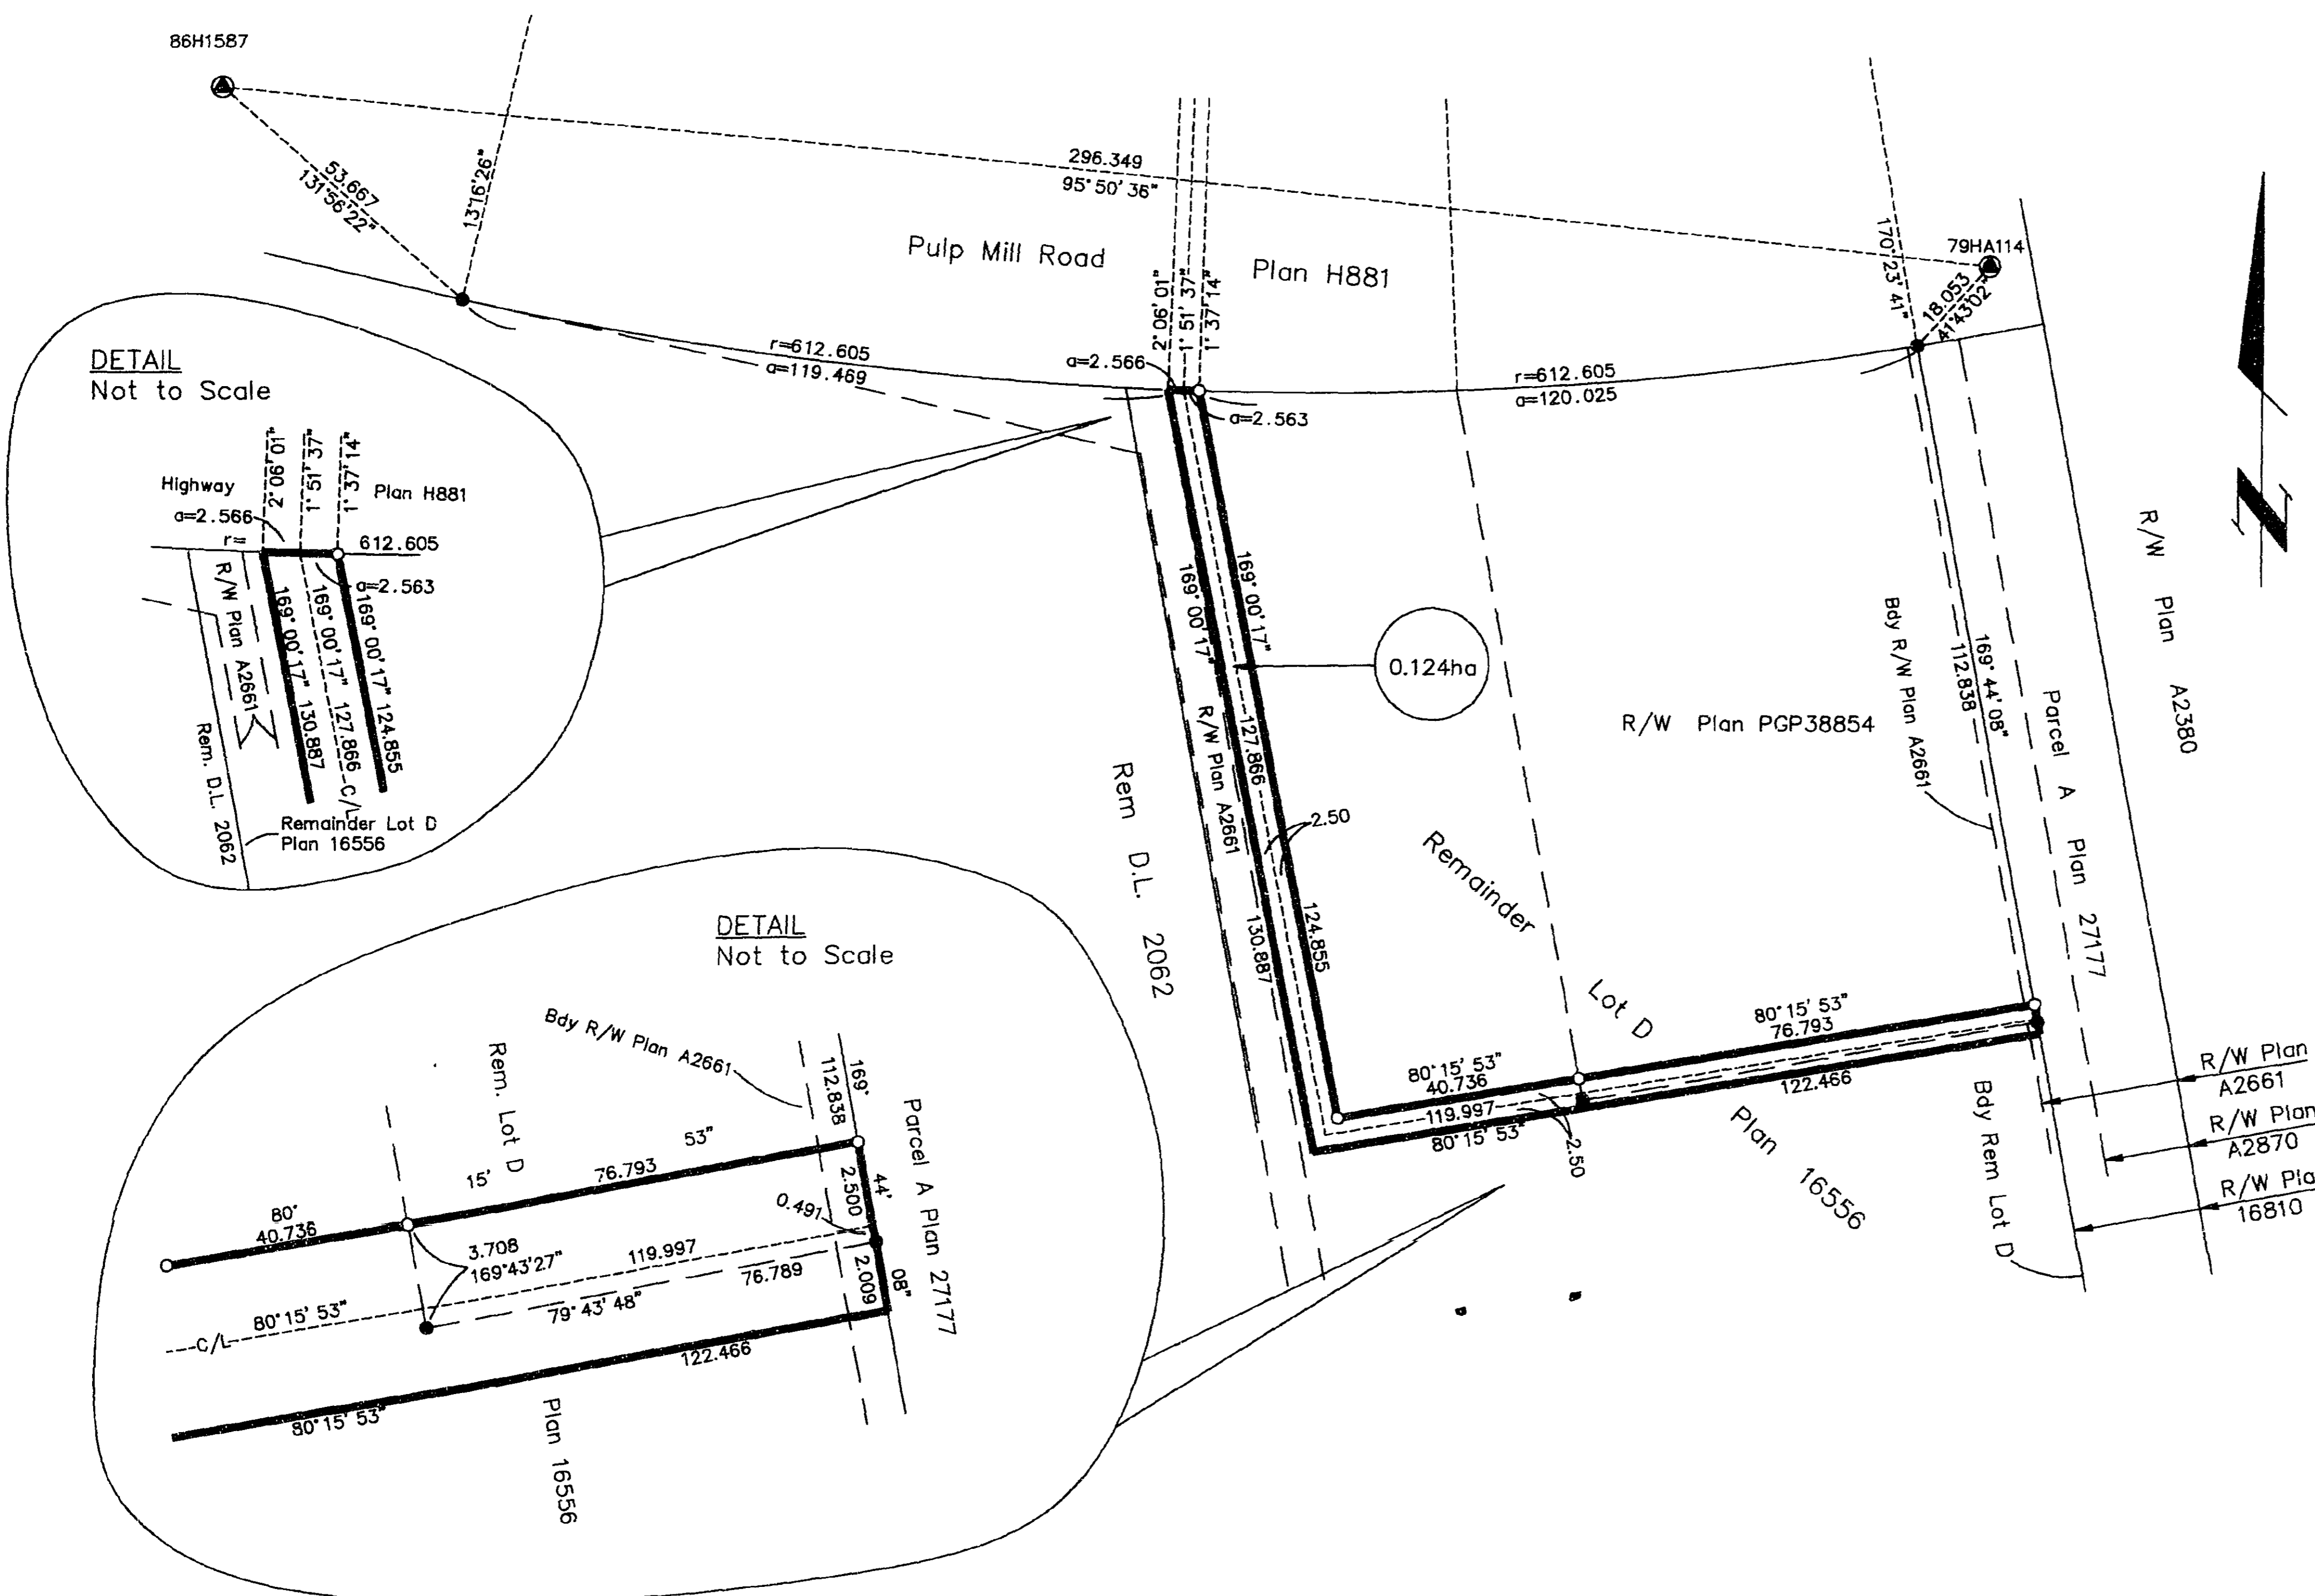 86H1587
53.667
131°56'22"
13°16'26"
296.349
95°50'36"
Pulp Mill Road
Plan H881
2°06'01"
1°51'37"
1°37'14"
170°23'41"
79HA114
18.053
41°43'02"
r=612.605
a=119.469
a=2.566
a=2.563
r=612.605
a=120.025
DETAIL
Not to Scale
2°06'01"
1°51'37"
1°37'14"
Highway
Plan H881
a=2.566
r=
612.605
a=2.563
R/W Plan A2661
169°00'17" 130.887
169°00'17" 127.866 C/L
169°00'17" 124.855
Rem. D.L. 2062
Remainder Lot D
Plan 16556
169°00'17"
169°00'17"
0.124ha
R/W Plan A2661
127.866
2.50
130.887
124.855
Rem D.L. 2062
R/W Plan PGP38854
Remainder
Lot D
Bdy R/W Plan A2661
169°44'08"
112.838
Parcel A Plan 27177
R/W Plan A2380
N
80°15'53"
76.793
80°15'53"
40.736
119.997
80°15'53"
2.50
122.466
Plan 16556
Bdy Rem Lot D
R/W Plan
A2661
R/W Plan
A2870
R/W Pla
16810
DETAIL
Not to Scale
Bdy R/W Plan A2661
Rem. Lot D
169°
112.838
Parcel A Plan 27177
80°
15'
53"
40.736
76.793
44'
2.500
0.491
3.708
169°43'27"
119.997
76.789
2.009
08"
C/L
80°15'53"
79°43'48"
122.466
80°15'53"
Plan 16556